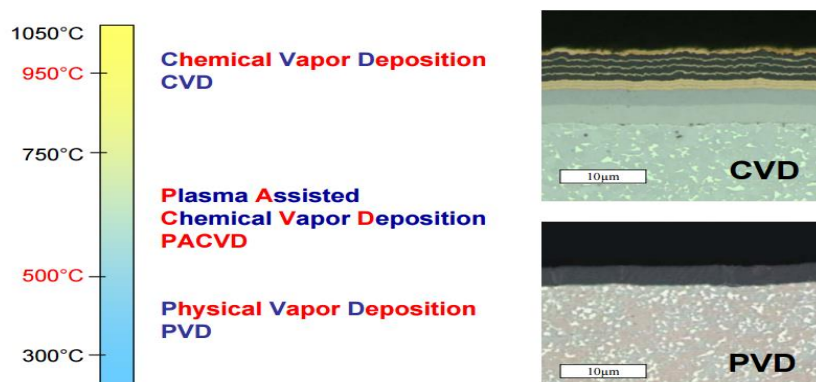 1050°C
950°C
750°C
500°C
300°C
Chemical Vapor Deposition
CVD
Plasma Assisted
Chemical Vapor Deposition
PACVD
Physical Vapor Deposition
PVD
10µm
CVD
10µm
PVD